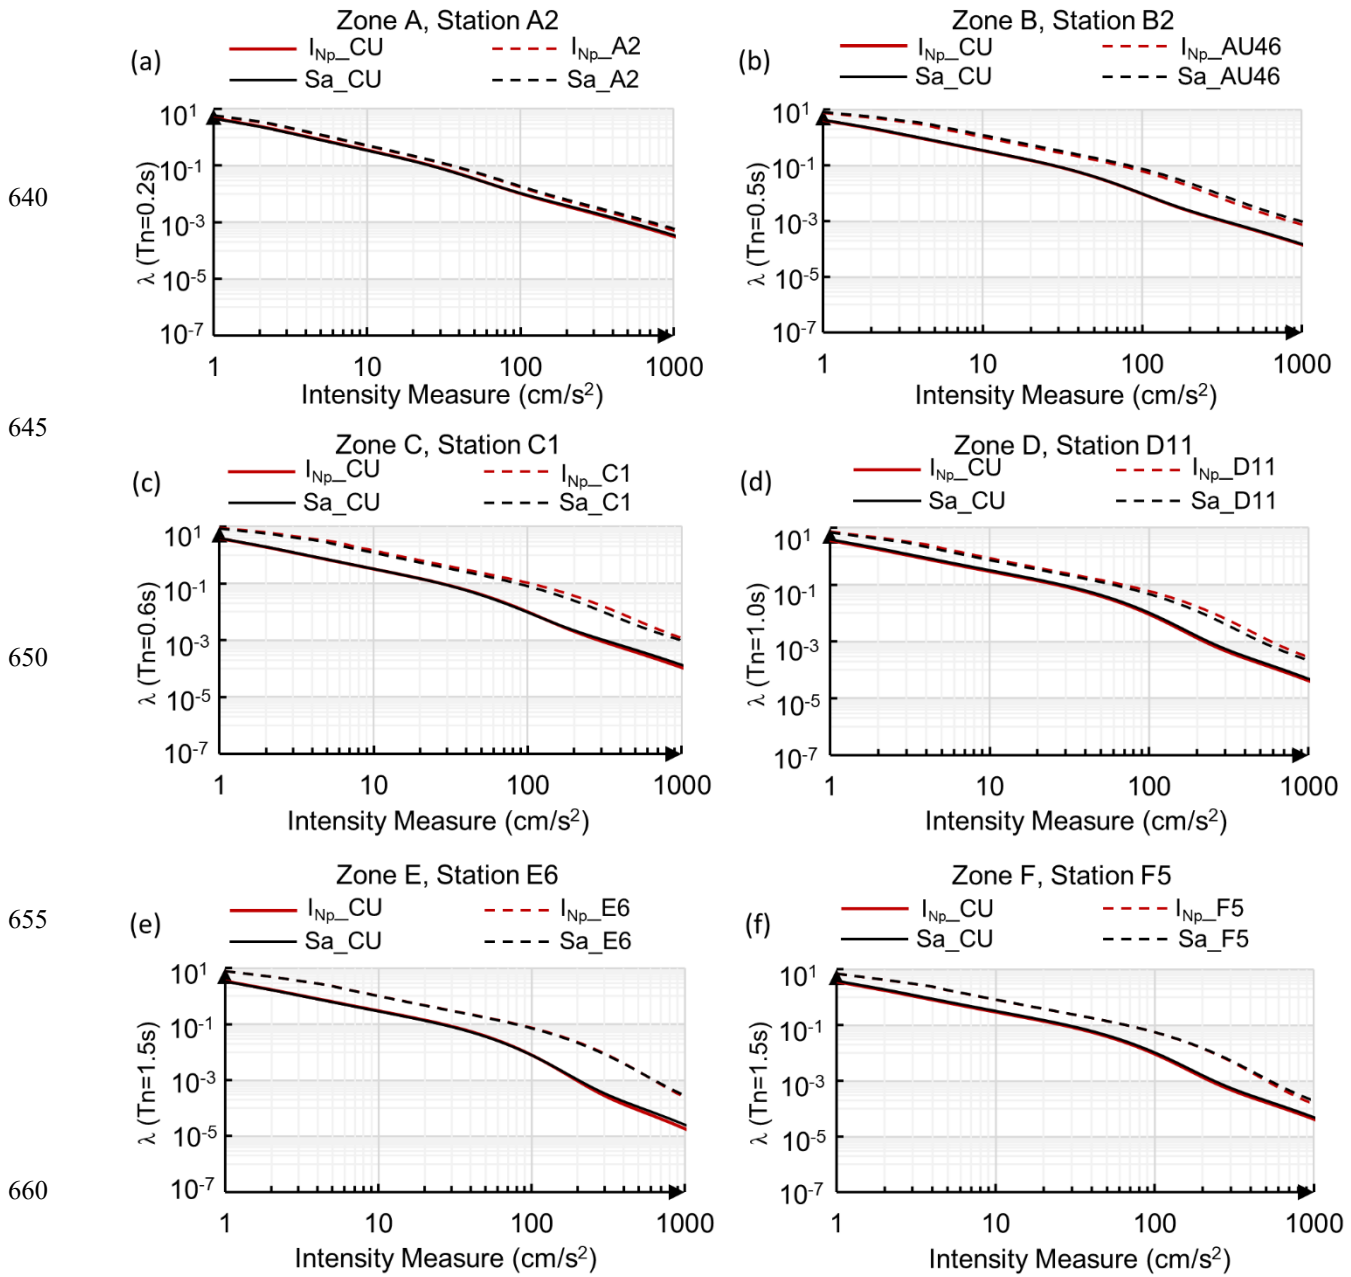 Zone A, Station A2
(a)
I_Np_CU
I_Np_A2
Sa_CU
Sa_A2
10^1
10^-1
10^-3
10^-5
10^-7
λ (Tn=0.2s)
1 10 100 1000
Intensity Measure (cm/s²)
Zone B, Station B2
(b)
I_Np_CU
I_Np_AU46
Sa_CU
Sa_AU46
10^1
10^-1
10^-3
10^-5
10^-7
λ (Tn=0.5s)
1 10 100 1000
Intensity Measure (cm/s²)
640
645
Zone C, Station C1
(c)
I_Np_CU
I_Np_C1
Sa_CU
Sa_C1
10^1
10^-1
10^-3
10^-5
10^-7
λ (Tn=0.6s)
1 10 100 1000
Intensity Measure (cm/s²)
Zone D, Station D11
(d)
I_Np_CU
I_Np_D11
Sa_CU
Sa_D11
10^1
10^-1
10^-3
10^-5
10^-7
λ (Tn=1.0s)
1 10 100 1000
Intensity Measure (cm/s²)
650
655
Zone E, Station E6
(e)
I_Np_CU
I_Np_E6
Sa_CU
Sa_E6
10^1
10^-1
10^-3
10^-5
10^-7
λ (Tn=1.5s)
1 10 100 1000
Intensity Measure (cm/s²)
Zone F, Station F5
(f)
I_Np_CU
I_Np_F5
Sa_CU
Sa_F5
10^1
10^-1
10^-3
10^-5
10^-7
λ (Tn=1.5s)
1 10 100 1000
Intensity Measure (cm/s²)
660